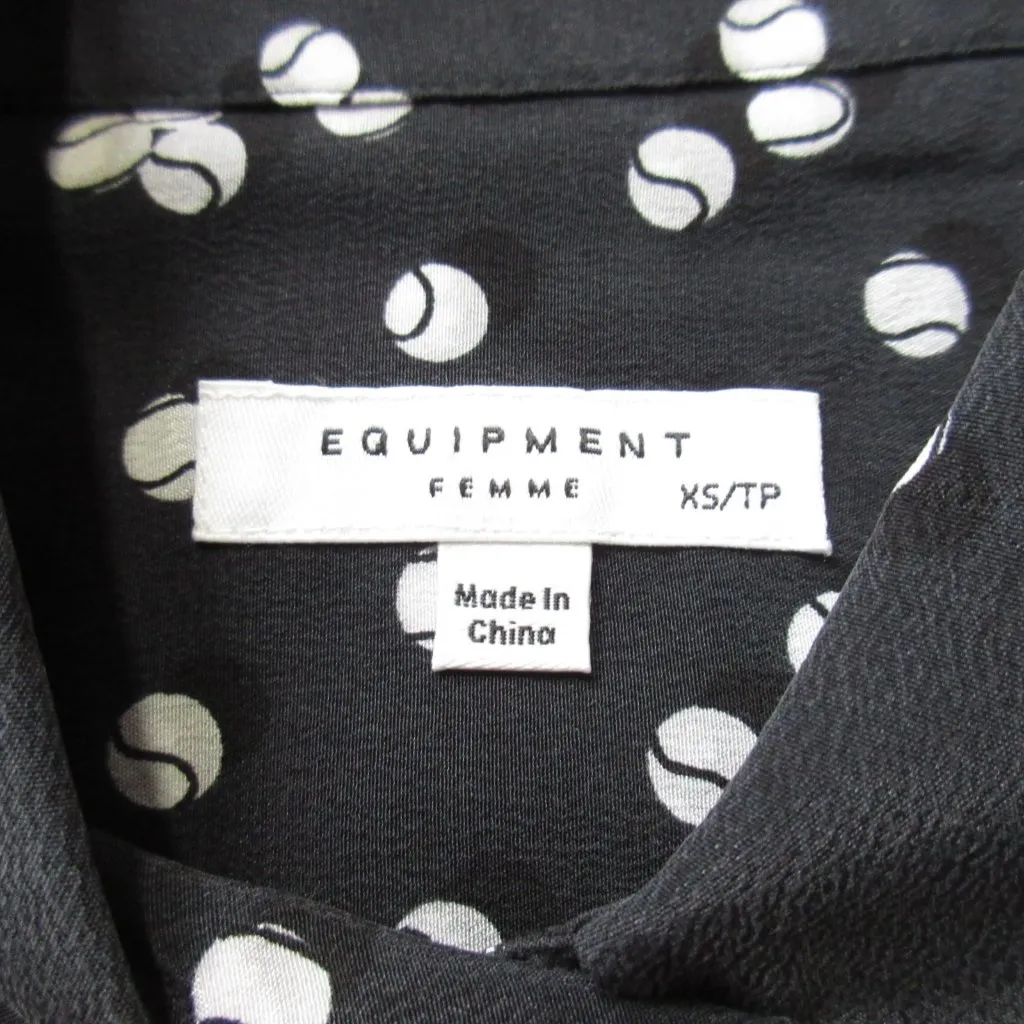 EQUIPMENT
FEMME
XS/TP
Made In
China